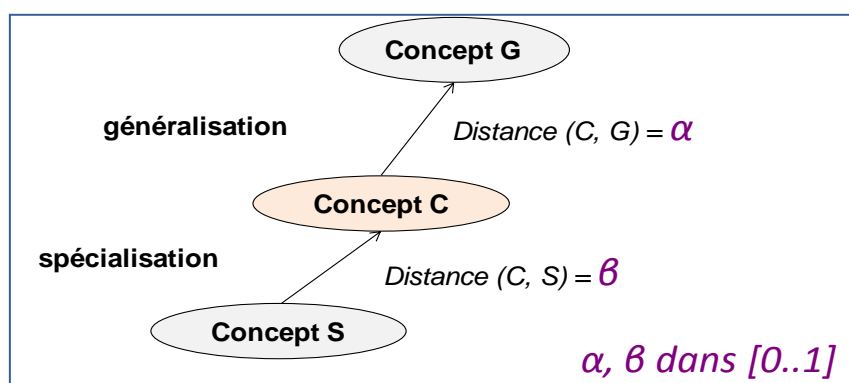 Concept G
généralisation
Distance (C, G) = α
Concept C
spécialisation
Distance (C, S) = β
Concept S
α, β dans [0..1]